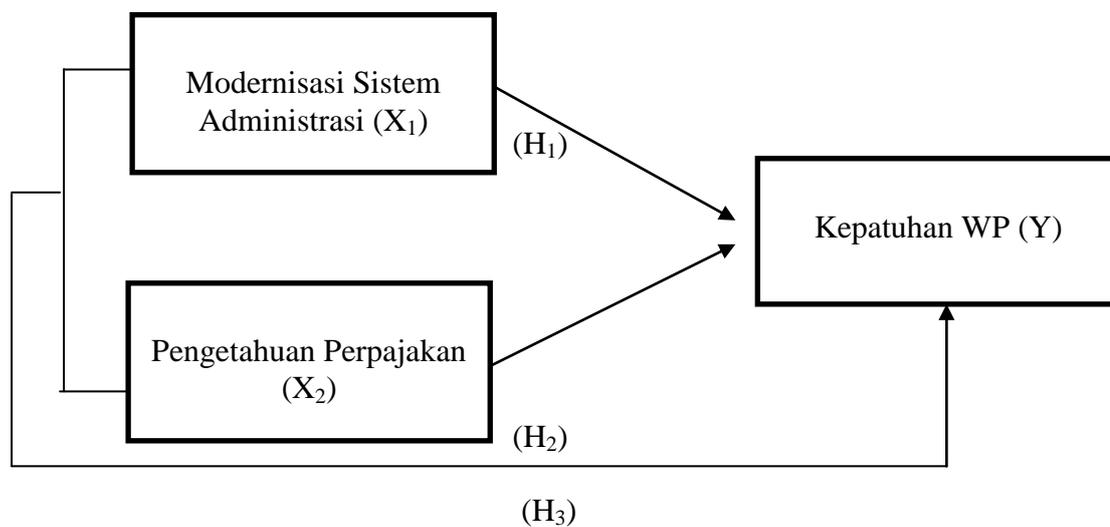 Modernisasi Sistem
Administrasi (X₁)
(H₁)
Kepatuhan WP (Y)
Pengetahuan Perpajakan
(X₂)
(H₂)
(H₃)